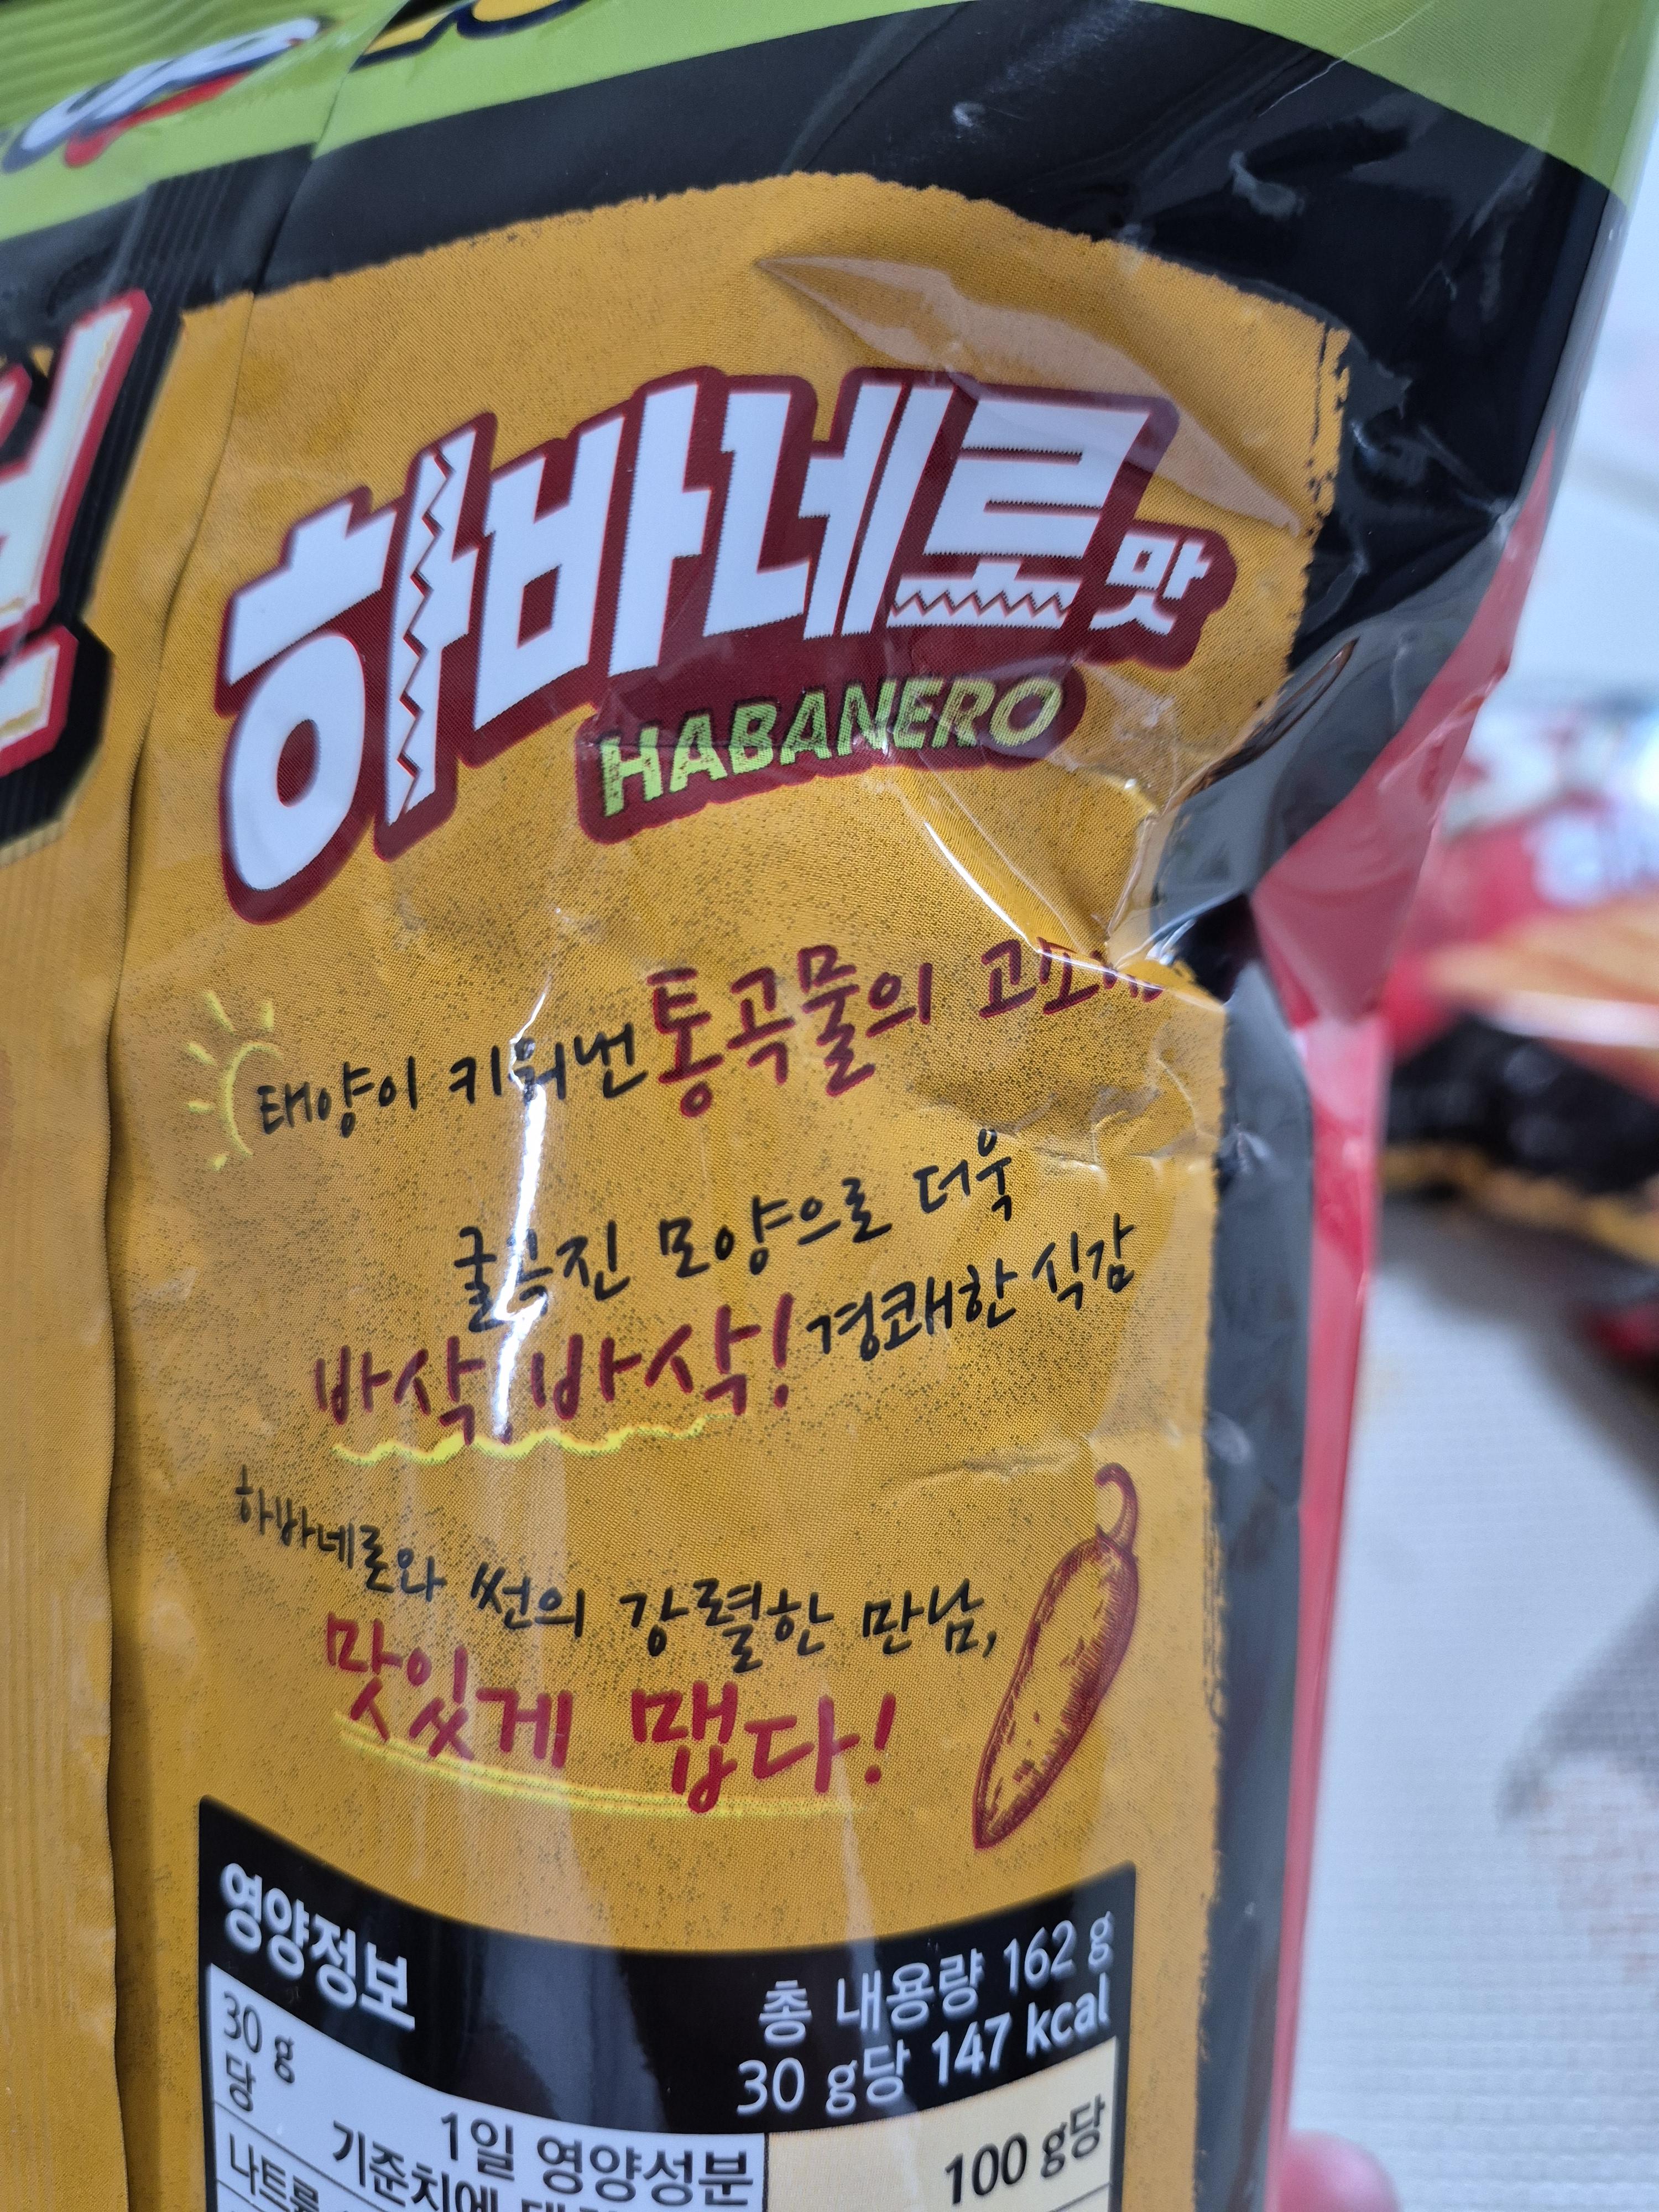 하바네로맛
HABANERO
태양이 키워낸 통곡물의
굴곡진 모양으로 더욱
바삭, 바삭! 경쾌한 식감
하바네로와 썬의 강렬한 만남,
맛있게 맵다!
영양정보
총 내용량 162 g
30 g당 147 kcal
30 g
당
1일 영양성분
기준치에
100 g당
나트륨